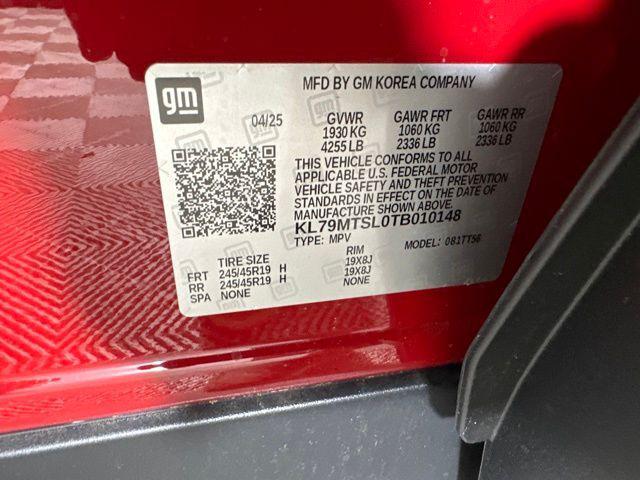 gm
MFD BY GM KOREA COMPANY
04/25 GVWR GAWR FRT GAWR RR
1930 KG 1060 KG 1060 KG
4255 LB 2336 LB 2336 LB
THIS VEHICLE CONFORMS TO ALL
APPLICABLE U.S. FEDERAL MOTOR
VEHICLE SAFETY AND THEFT PREVENTION
STANDARDS IN EFFECT ON THE DATE OF
MANUFACTURE SHOWN ABOVE.
KL79MTSL0TB010148
TYPE: MPV MODEL: 081TT56
TIRE SIZE RIM
FRT 245/45R19 H 19X8J
RR 245/45R19 H 19X8J
SPA NONE NONE